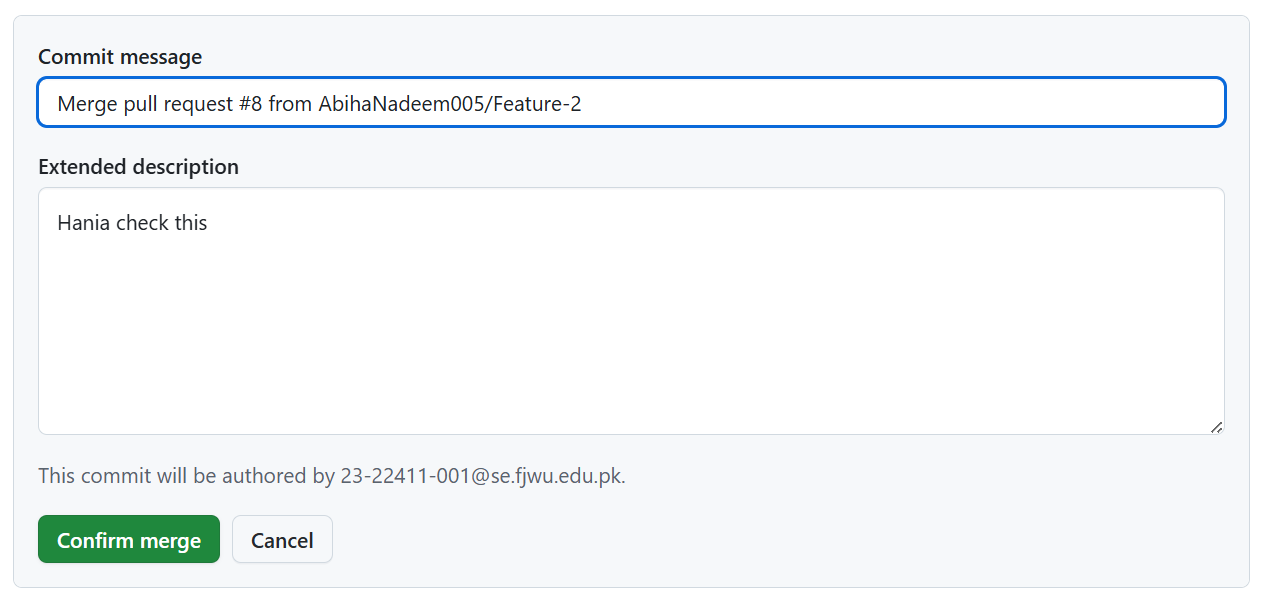 Commit message
Merge pull request #8 from AbihaNadeem005/Feature-2
Extended description
Hania check this
This commit will be authored by 23-22411-001@se.fjwu.edu.pk.
Confirm merge
Cancel